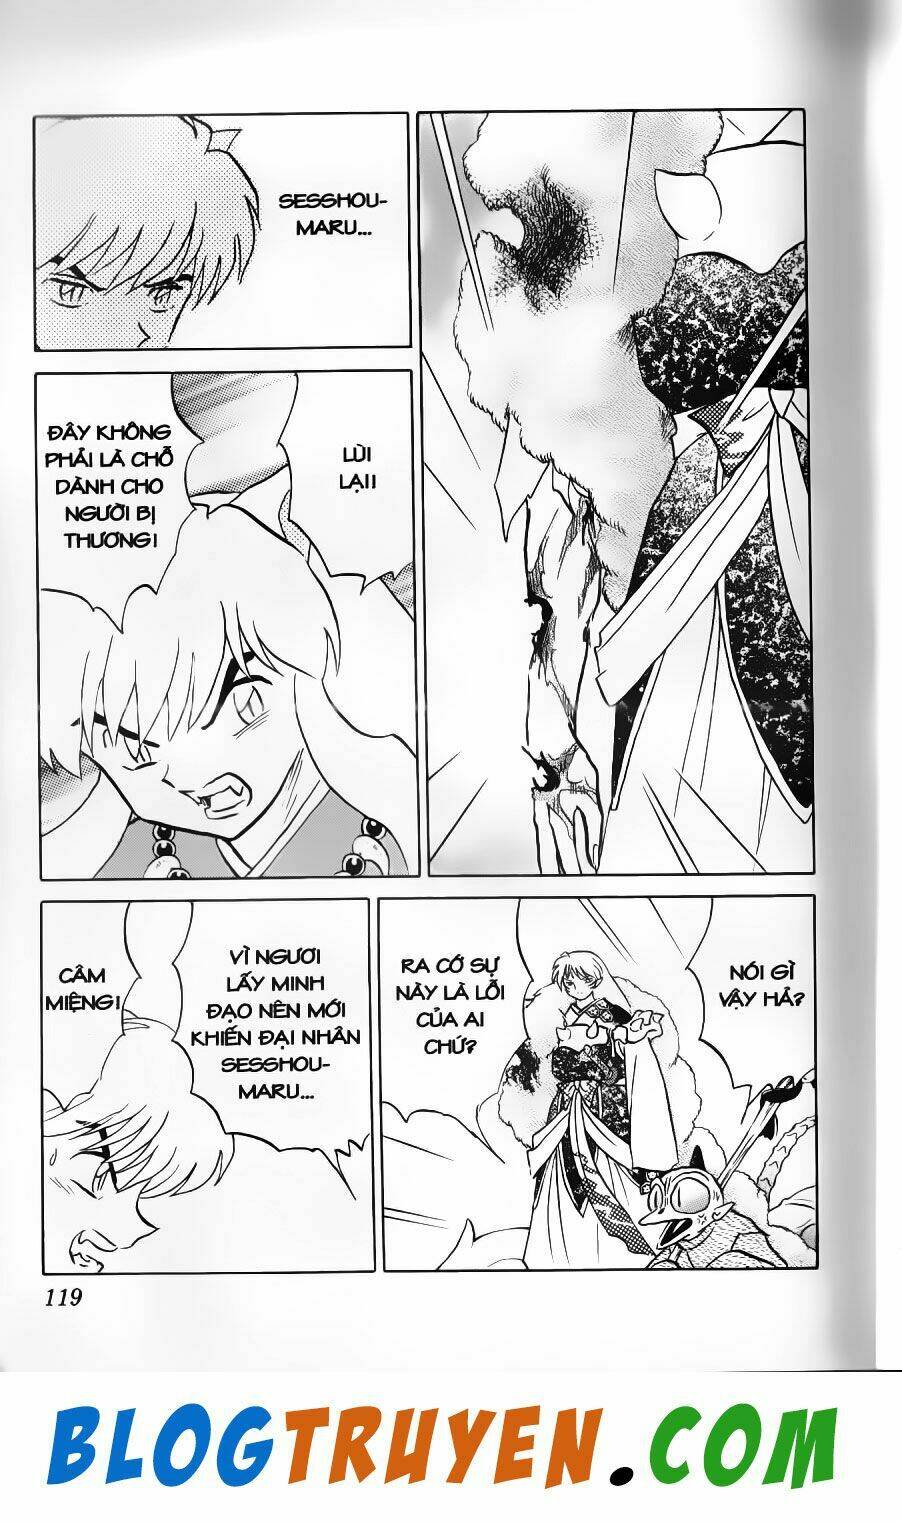 SESSHOU-
MARU...
LÙI
LẠI!
ĐÂY KHÔNG
PHẢI LÀ CHỖ
DÀNH CHO
NGƯỜI BỊ
THƯƠNG!
NÓI GÌ
VẬY HẢ?
RA CỚ SỰ
NÀY LÀ LỖI
CỦA AI
CHỨ?
VÌ NGƯƠI
LẤY MINH
ĐẠO NÊN MỚI
KHIẾN ĐẠI NHÂN
SESSHOU-
MARU...
CÂM
MIỆNG!
119
BLOGTRUYEN.COM